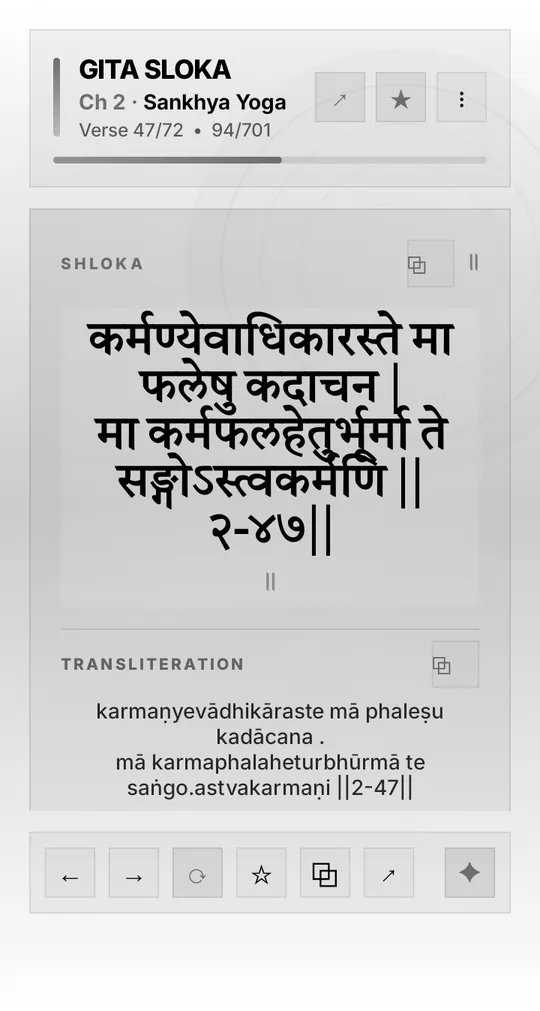 GITA SLOKA
Ch 2 · Sankhya Yoga
Verse 47/72 • 94/701
SHLOKA
||
कर्मण्येवाधिकारस्ते मा
फलेषु कदाचन |
मा कर्मफलहेतुर्भूर्मा ते
सङ्गोऽस्त्वकर्मणि ||
२-४७||
||
TRANSLITERATION
karmaṇyevādhikāraste mā phaleṣu
kadācana .
mā karmaphalaheturbhūrmā te
saṅgo.astvakarmaṇi ||2-47||